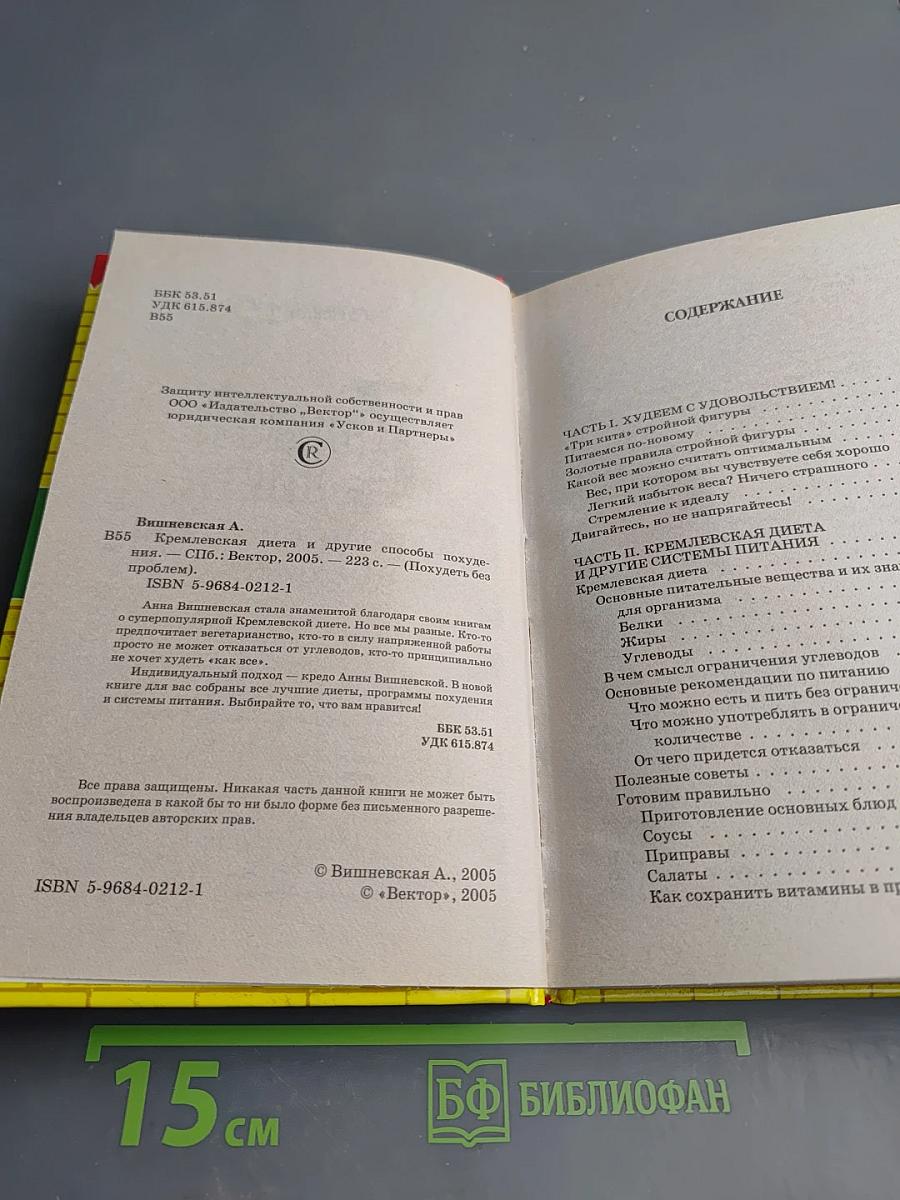 ББК 53.51
УДК 615.874
В55
Защиту интеллектуальной собственности и прав
ООО «Издательство „Вектор“» осуществляет
юридическая компания «Усков и Партнеры»
CR
Вишневская А.
В55 Кремлевская диета и другие способы похуде-
ния. — СПб.: Вектор, 2005. — 223 с. — (Похудеть без
проблем).
ISBN 5-9684-0212-1
Анна Вишневская стала знаменитой благодаря своим книгам
о суперпопулярной Кремлевской диете. Но все мы разные. Кто-то
предпочитает вегетарианство, кто-то в силу напряженной работы
просто не может отказаться от углеводов, кто-то принципиально
не хочет худеть «как все».
Индивидуальный подход — кредо Анны Вишневской. В новой
книге для вас собраны все лучшие диеты, программы похудения
и системы питания. Выбирайте то, что вам нравится!
ББК 53.51
УДК 615.874
Все права защищены. Никакая часть данной книги не может быть
воспроизведена в какой бы то ни было форме без письменного разреше-
ния владельцев авторских прав.
© Вишневская А., 2005
ISBN 5-9684-0212-1
© «Вектор», 2005
СОДЕРЖАНИЕ
ЧАСТЬ I. ХУДЕЕМ С УДОВОЛЬСТВИЕМ!
«Три кита» стройной фигуры
Питаемся по-новому
Золотые правила стройной фигуры
Какой вес можно считать оптимальным
Вес, при котором вы чувствуете себя хорошо
Легкий избыток веса? Ничего страшного
Стремление к идеалу
Двигайтесь, но не напрягайтесь!
ЧАСТЬ II. КРЕМЛЕВСКАЯ ДИЕТА
И ДРУГИЕ СИСТЕМЫ ПИТАНИЯ
Кремлевская диета
Основные питательные вещества и их зна
для организма
Белки
Жиры
Углеводы
В чем смысл ограничения углеводов
Основные рекомендации по питанию
Что можно есть и пить без ограниче
Что можно употреблять в ограниче
количестве
От чего придется отказаться
Полезные советы
Готовим правильно
Приготовление основных блюд
Соусы
Приправы
Салаты
Как сохранить витамины в пр
15 см
БФ БИБЛИОФАН